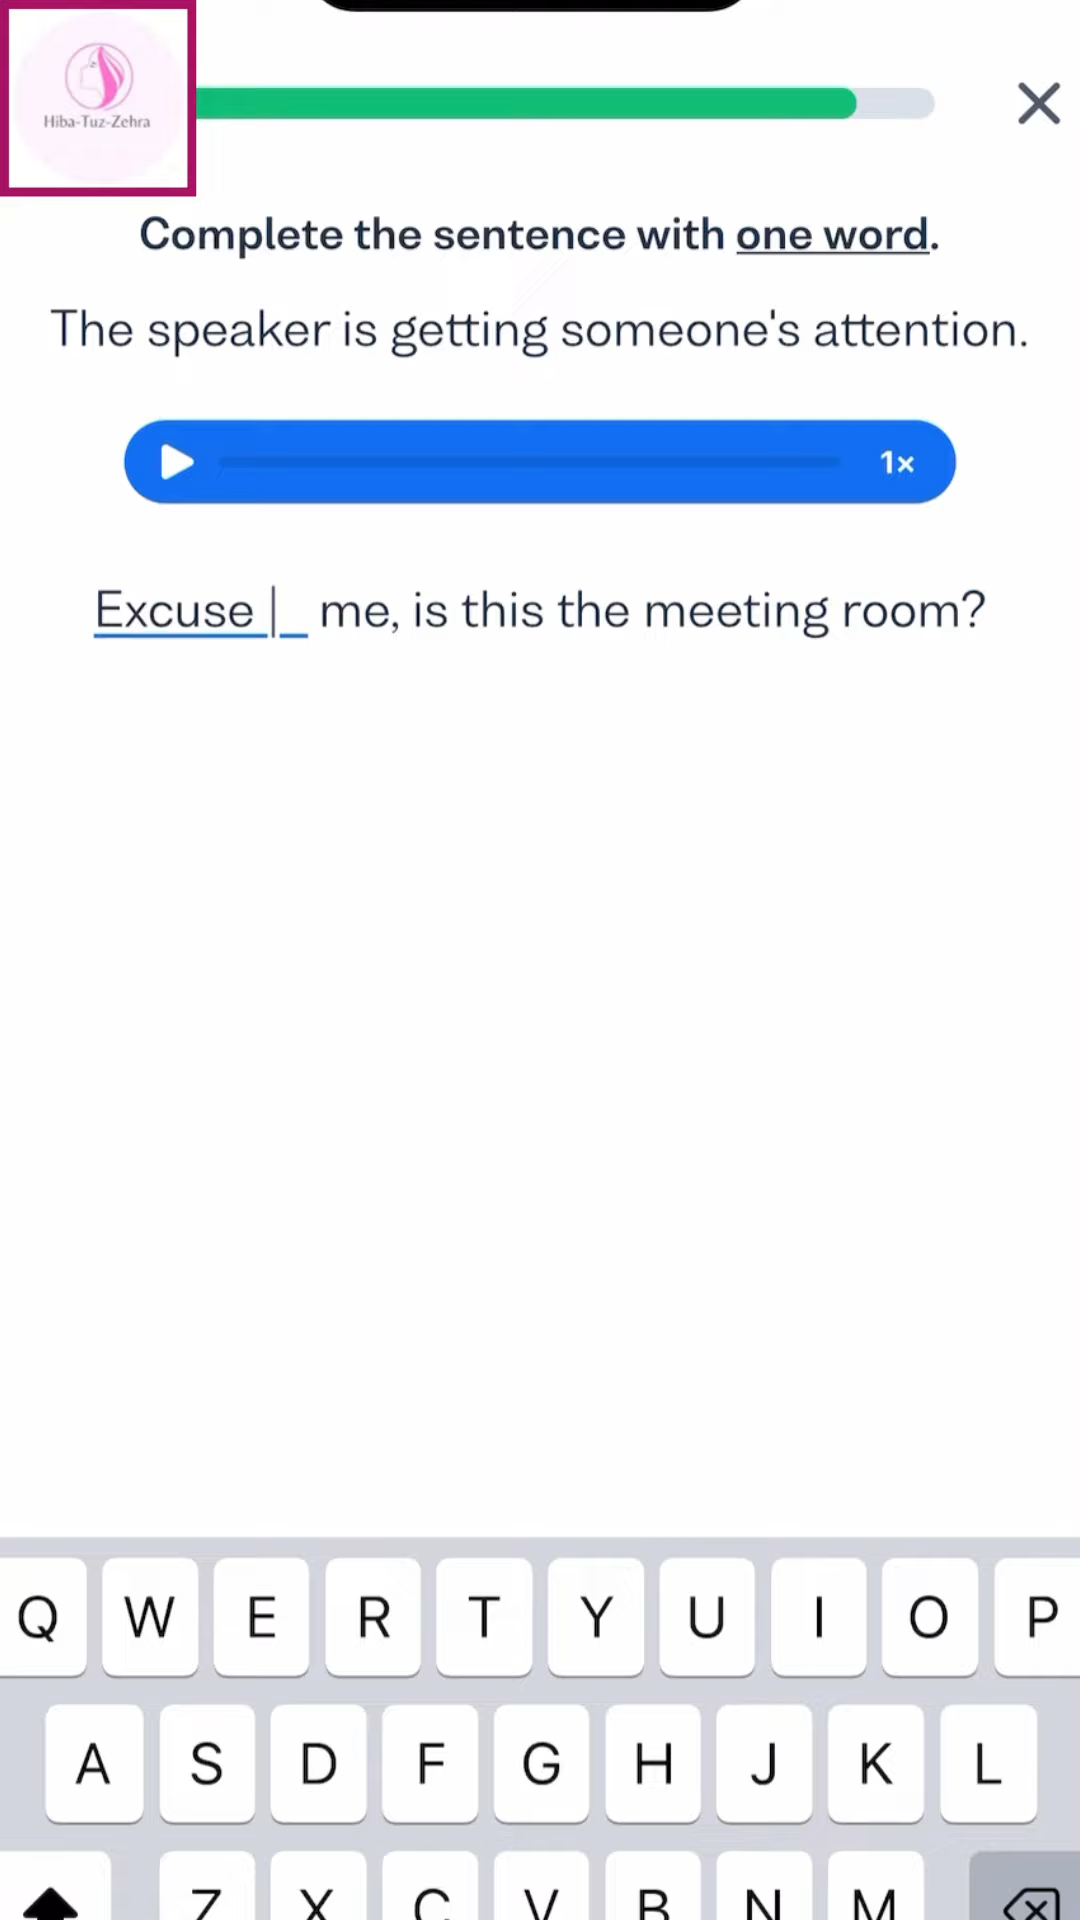 Hiba-Tuz-Zehra
Complete the sentence with one word.
The speaker is getting someone's attention.
1×
Excuse _ me, is this the meeting room?
Q W E R T Y U I O P
A S D F G H J K L
Z X C V B N M